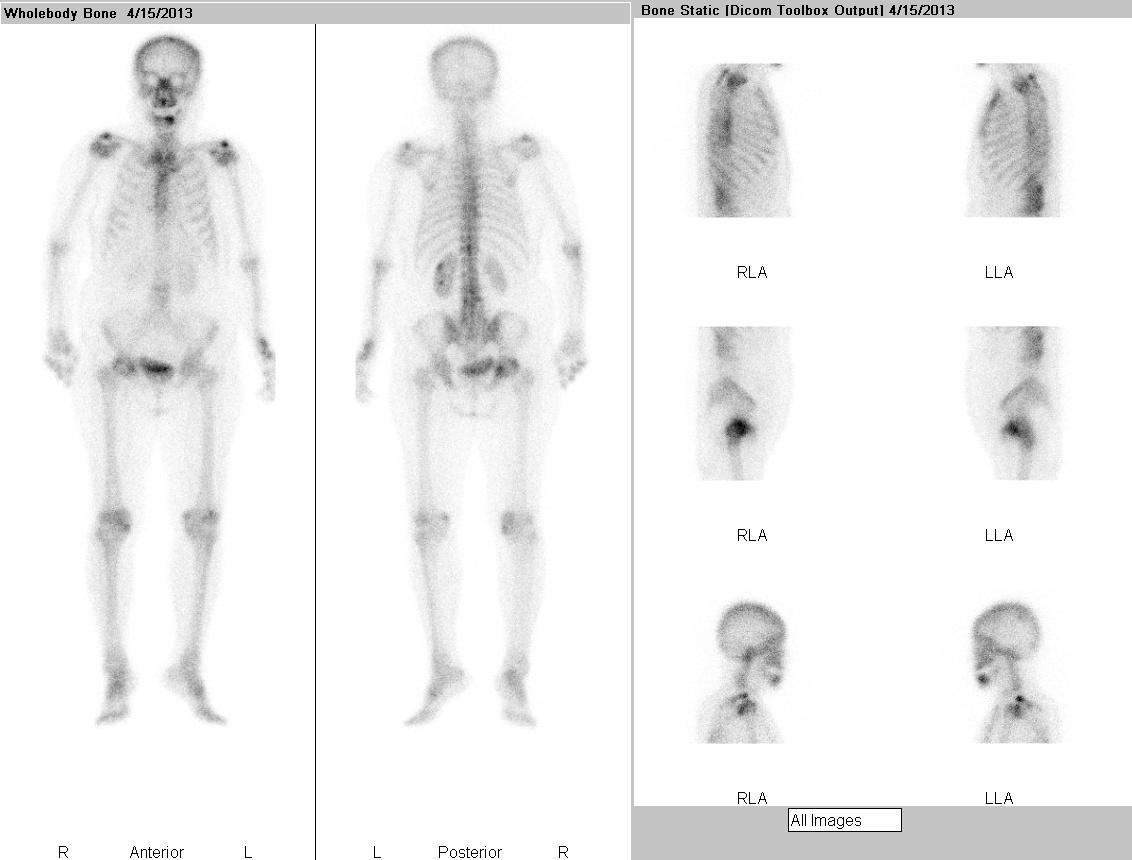 Wholebody Bone 4/15/2013
Bone Static [Dicom Toolbox Output] 4/15/2013
RLA
LLA
RLA
LLA
RLA
LLA
All Images
R
Anterior
L
L
Posterior
R